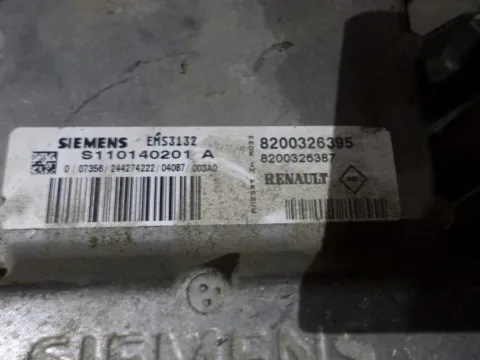 SIEMENS EMS3132
S110140201 A
0/07356/244274222/04087/003A0
8200326395
8200326387
RENAULT
SIEMENS